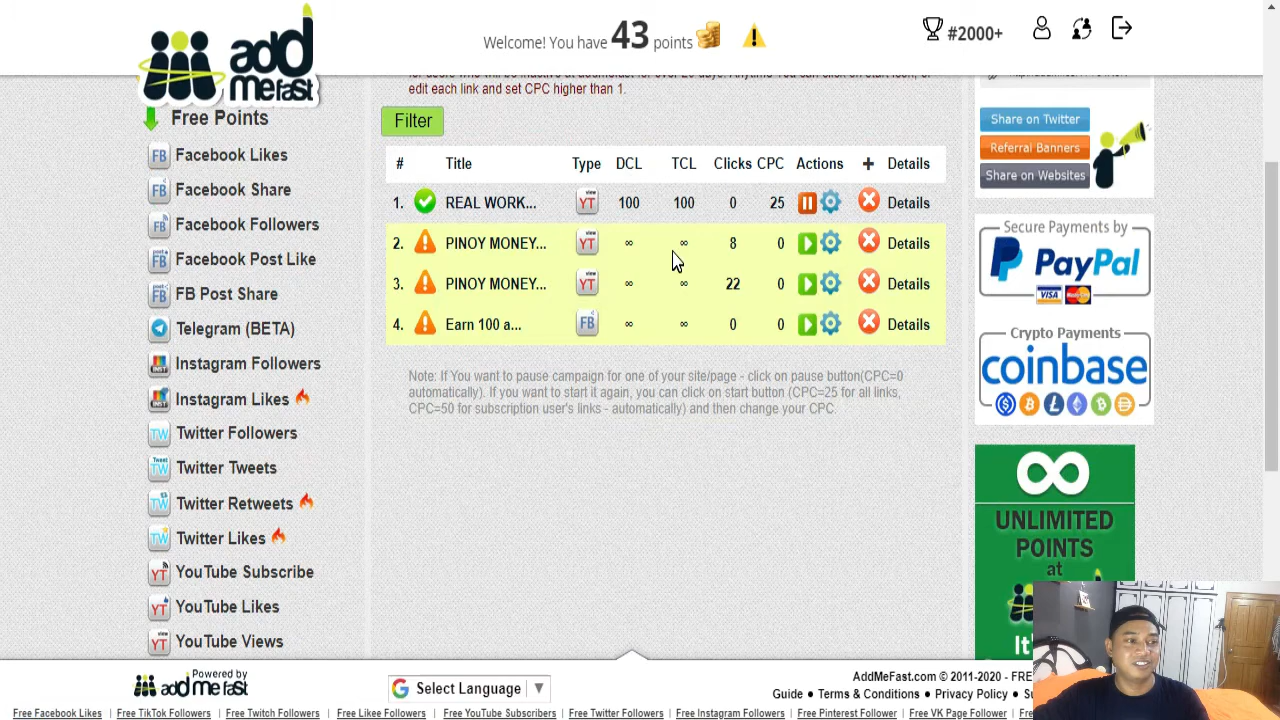 add
me fast
Welcome! You have 43 points
#2000+
edit each link and set CPC higher than 1.
Free Points
Facebook Likes
Facebook Share
Facebook Followers
Facebook Post Like
FB Post Share
Telegram (BETA)
Instagram Followers
Instagram Likes
Twitter Followers
Twitter Tweets
Twitter Retweets
Twitter Likes
YouTube Subscribe
YouTube Likes
YouTube Views
Filter
# Title Type DCL TCL Clicks CPC Actions + Details
1. REAL WORK... YT view 100 100 0 25 Details
2. PINOY MONEY... YT view ∞ ∞ 8 0 Details
3. PINOY MONEY... YT view ∞ ∞ 22 0 Details
4. Earn 100 a... FB ∞ ∞ 0 0 Details
Note: If You want to pause campaign for one of your site/page - click on pause button(CPC=0
automatically). If you want to start it again, you can click on start button (CPC=25 for all links,
CPC=50 for subscription user's links - automatically) and then change your CPC.
Share on Twitter
Referral Banners
Share on Websites
Secure Payments by
PayPal
VISA MasterCard
Crypto Payments
coinbase
UNLIMITED
POINTS
at
It's
Powered by
add me fast
Select Language
AddMeFast.com © 2011-2020 - FRE
Guide • Terms & Conditions • Privacy Policy •
Free Facebook Likes | Free TikTok Followers | Free Twitch Followers | Free Likee Followers | Free YouTube Subscribers | Free Twitter Followers | Free Instagram Followers | Free Pinterest Follower | Free VK Page Follower |